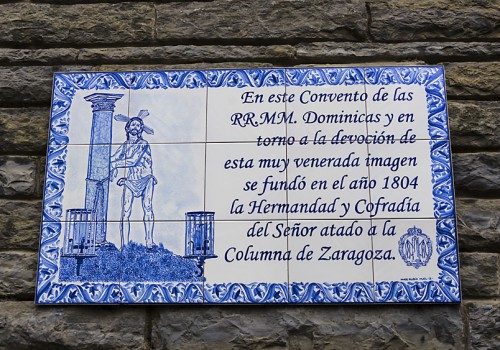 En este Convento de las
RR.MM. Dominicas y en
torno a la devoción de
esta muy venerada imagen
se fundó en el año 1804
la Hermandad y Cofradía
del Señor atado a la
Columna de Zaragoza.